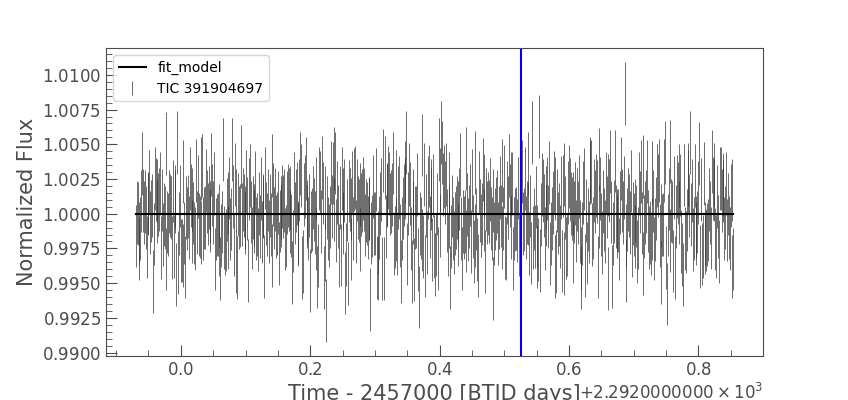 fit_model
TIC 391904697
1.0100
1.0075
1.0050
1.0025
1.0000
0.9975
0.9950
0.9925
0.9900
Normalized Flux
0.0 0.2 0.4 0.6 0.8
Time - 2457000 [BTJD days]
+2.2920000000 × 10³